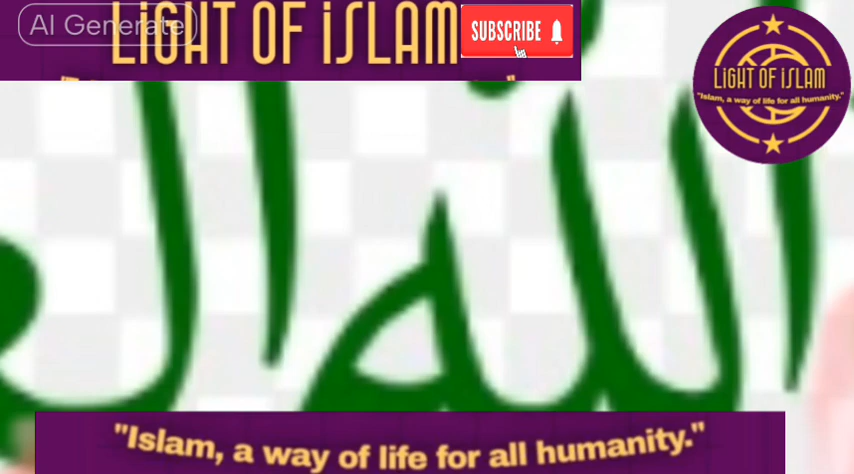 AI Generate
LiGHT OF iSLAM
SUBSCRIBE
LiGHT OF iSLAM
"Islam, a way of life for all humanity."
الله
"Islam, a way of life for all humanity."